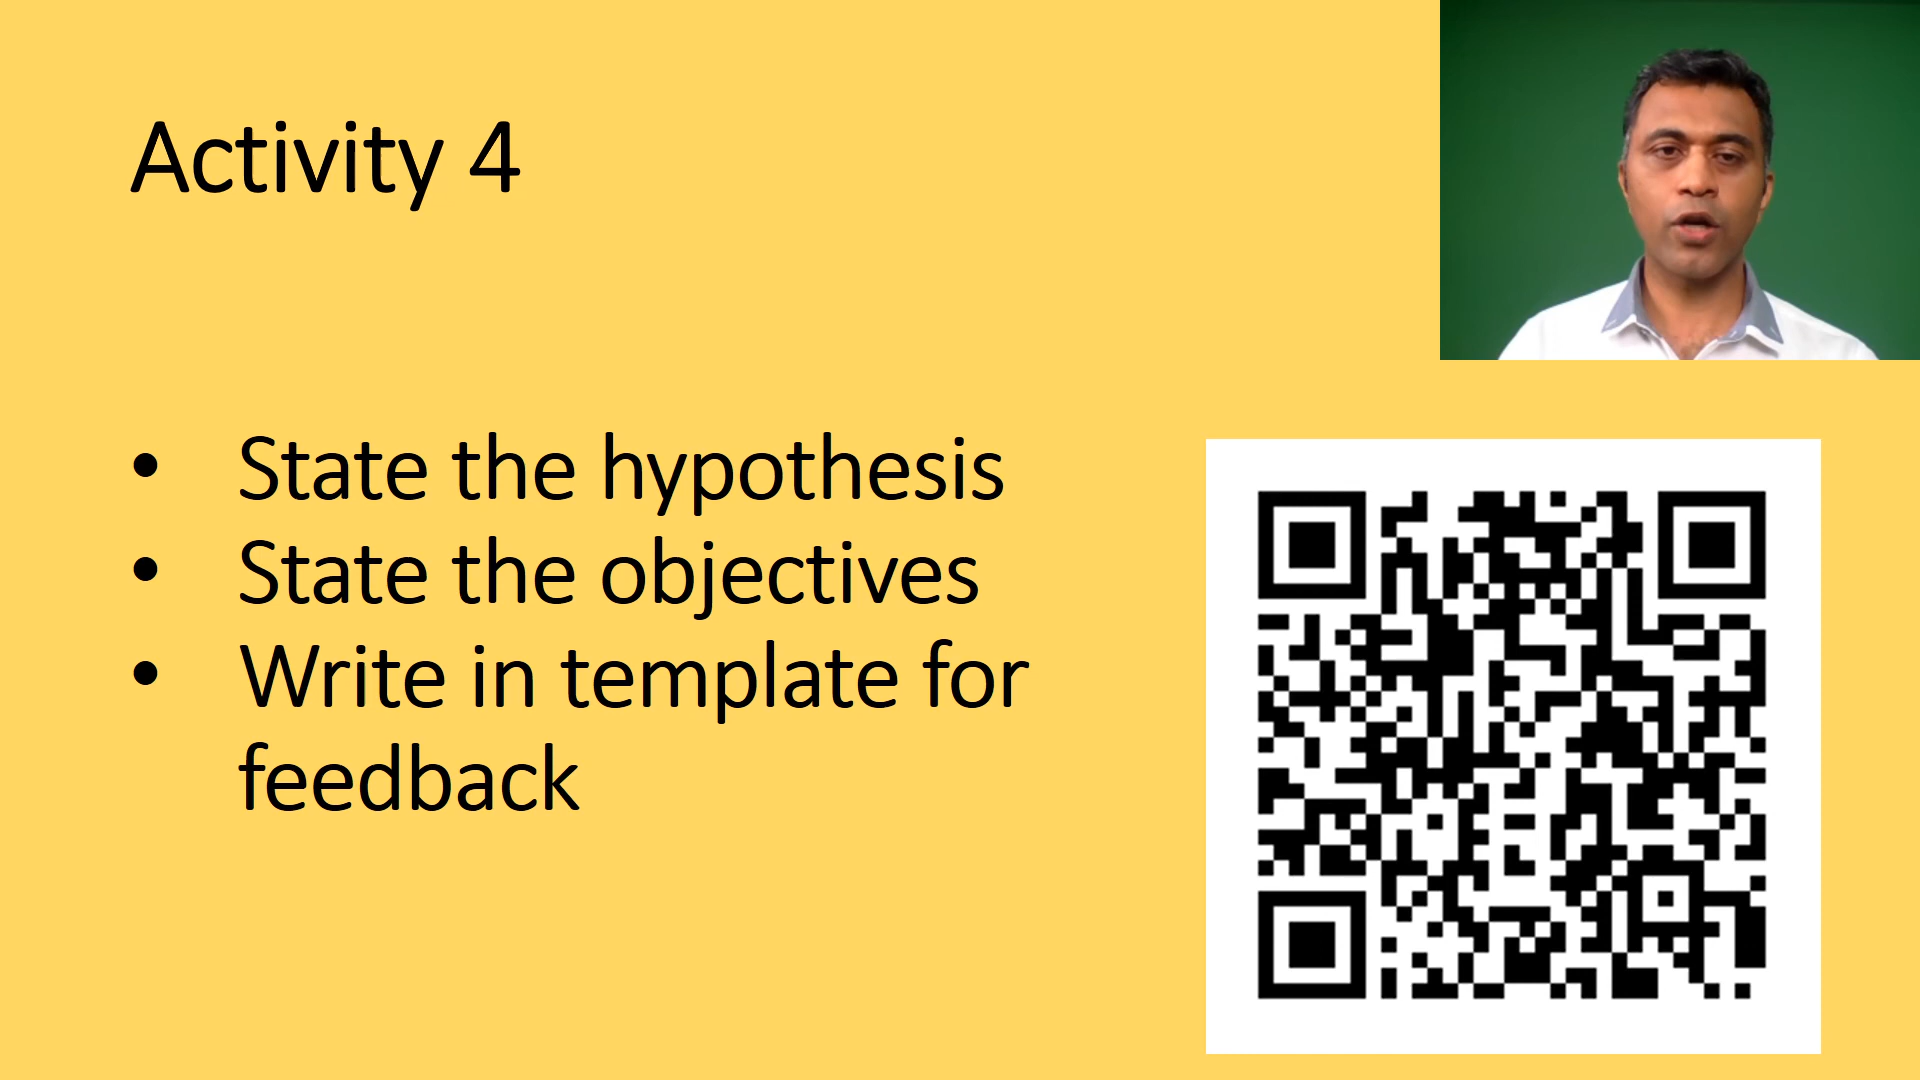 Activity 4
• State the hypothesis
• State the objectives
• Write in template for
feedback